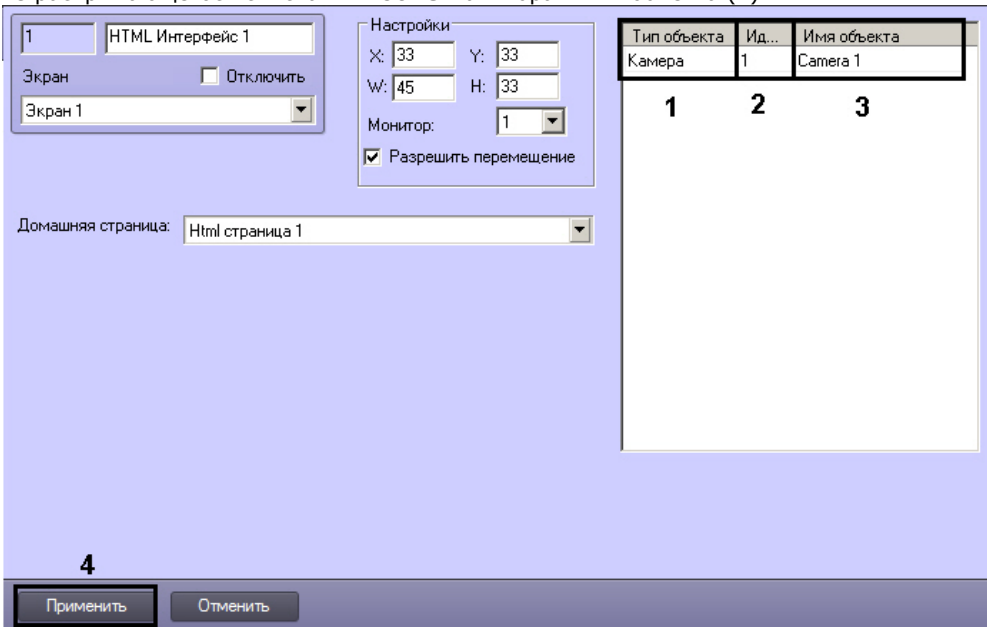 1
HTML Интерфейс 1
Экран
Отключить
Экран 1
Настройки
X: 33 Y: 33
W: 45 H: 33
Монитор: 1
Разрешить перемещение
Домашняя страница: Html страница 1
Тип объекта Ид... Имя объекта
Камера 1 Camera 1
1 2 3
4
Применить Отменить